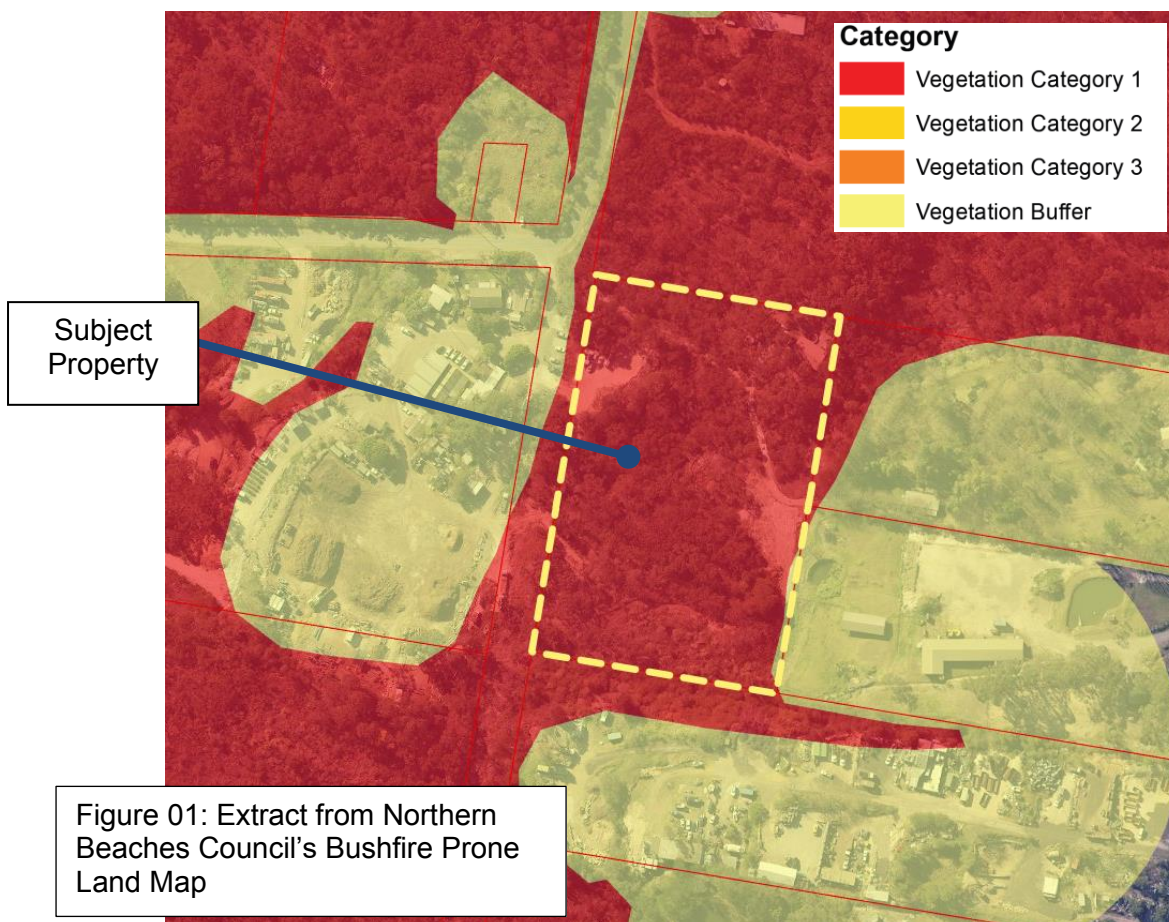 Category
Vegetation Category 1
Vegetation Category 2
Vegetation Category 3
Vegetation Buffer
Subject
Property
Figure 01: Extract from Northern
Beaches Council’s Bushfire Prone
Land Map